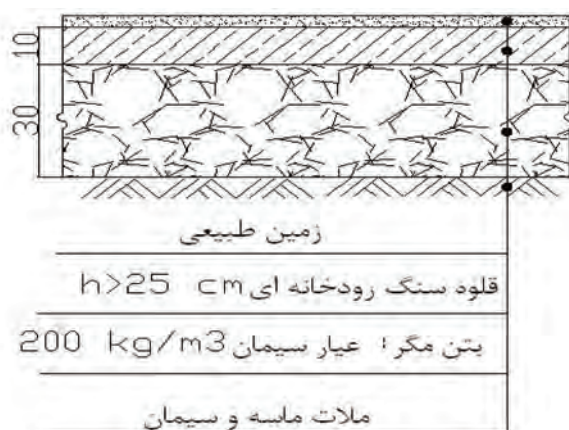 10
30
زمین طبیعی
قلوه سنگ رودخانه ای h>25 cm
بتن مگر : عیار سیمان 200 kg/m3
ملات ماسه و سیمان